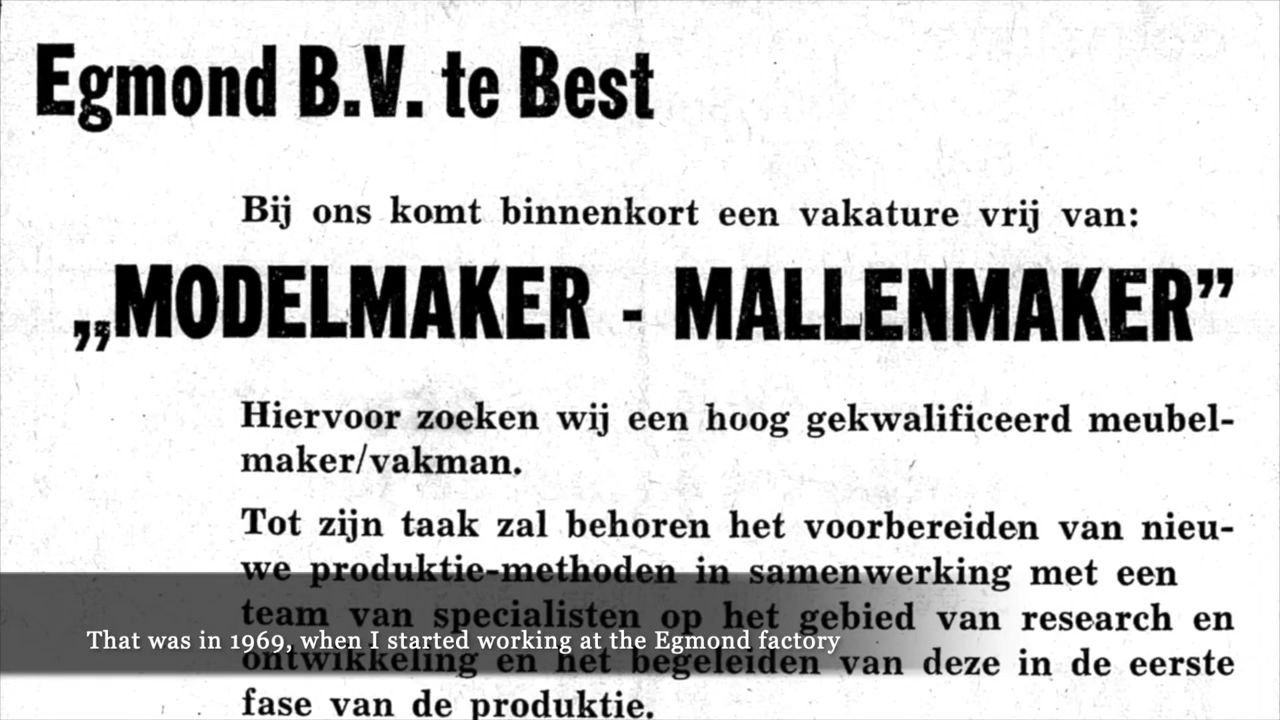 Egmond B.V. te Best
Bij ons komt binnenkort een vakature vrij van:
„MODELMAKER - MALLENMAKER”
Hiervoor zoeken wij een hoog gekwalificeerd meubel-
maker/vakman.
Tot zijn taak zal behoren het voorbereiden van nieu-
we produktie-methoden in samenwerking met een
team van specialisten op het gebied van research en
That was in 1969, when I started working at the Egmond factory
ontwikkeling en het begeleiden van deze in de eerste
fase van de produktie.